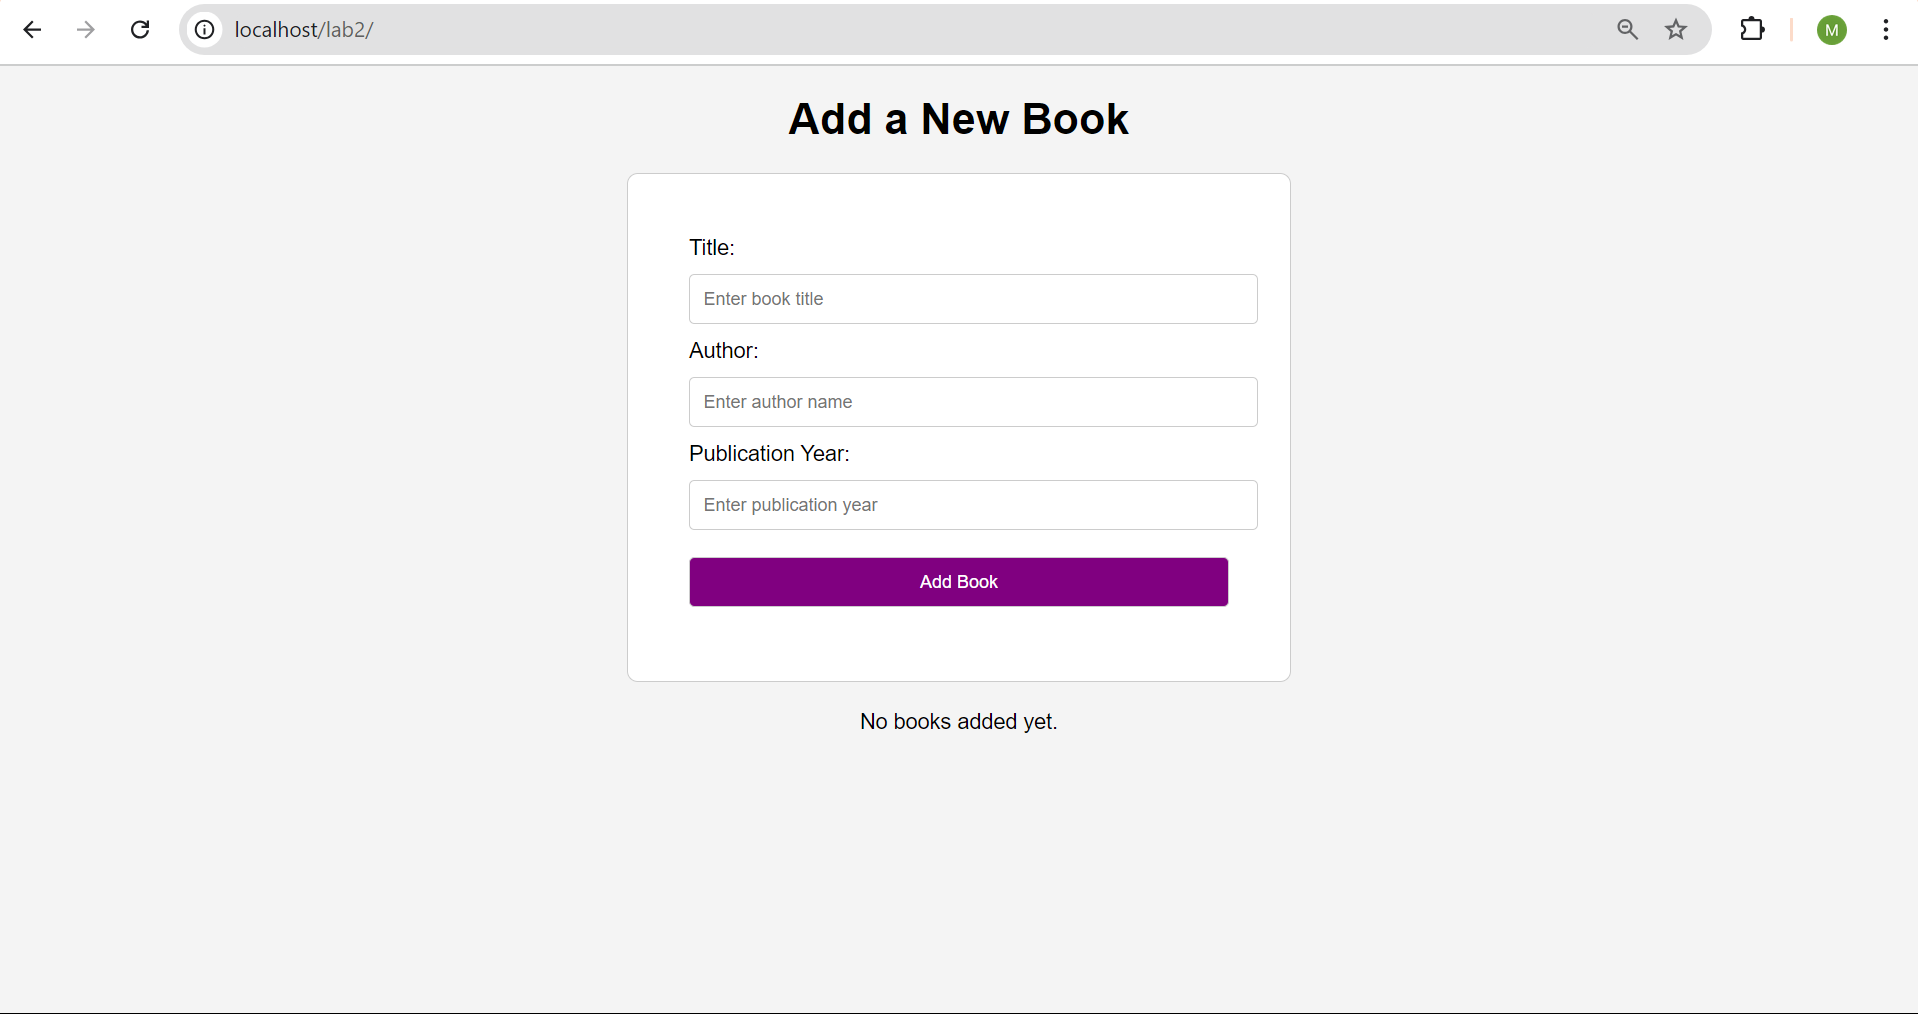 localhost/lab2/
M
Add a New Book
Title:
Enter book title
Author:
Enter author name
Publication Year:
Enter publication year
Add Book
No books added yet.